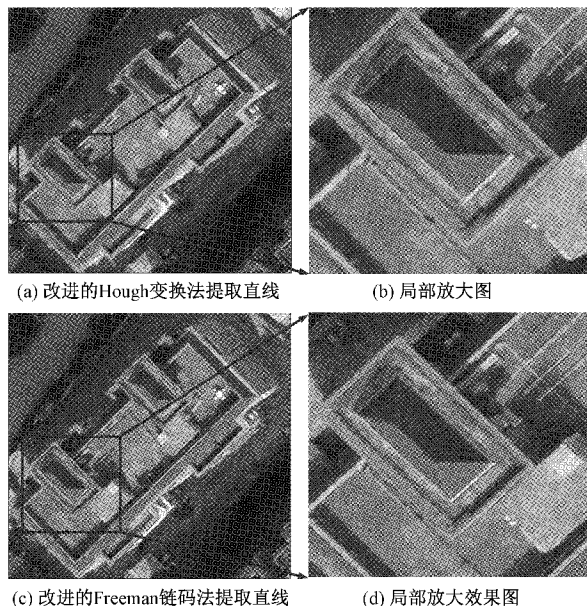 (a) 改进的Hough变换法提取直线
(b) 局部放大图
(c) 改进的Freeman链码法提取直线
(d) 局部放大效果图